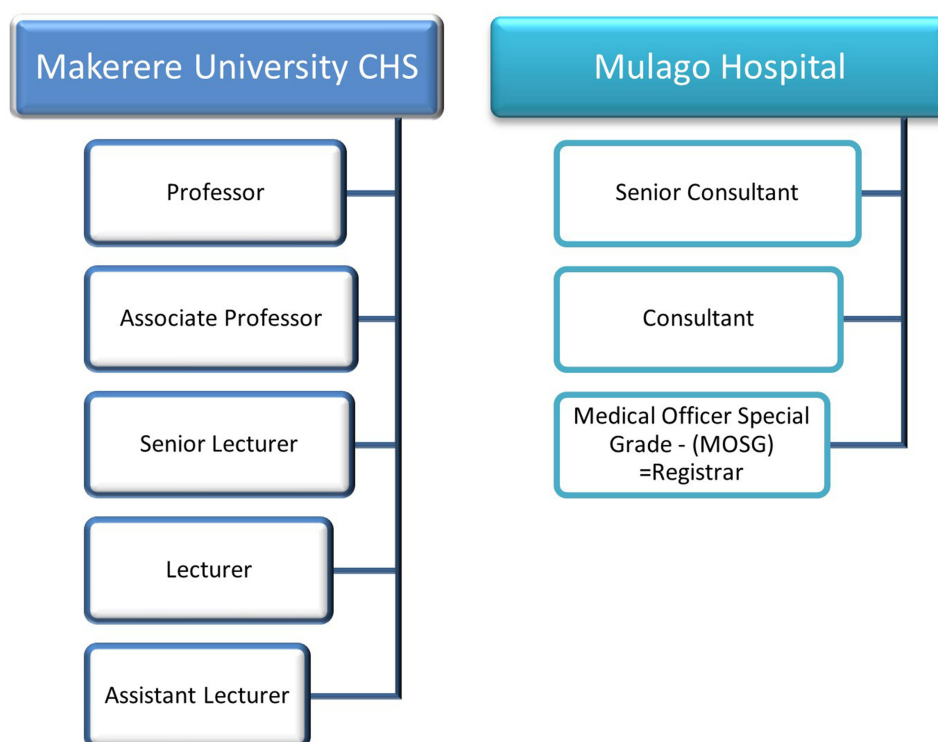 Makerere University CHS
Professor
Associate Professor
Senior Lecturer
Lecturer
Assistant Lecturer
Mulago Hospital
Senior Consultant
Consultant
Medical Officer Special
Grade - (MOSG)
=Registrar